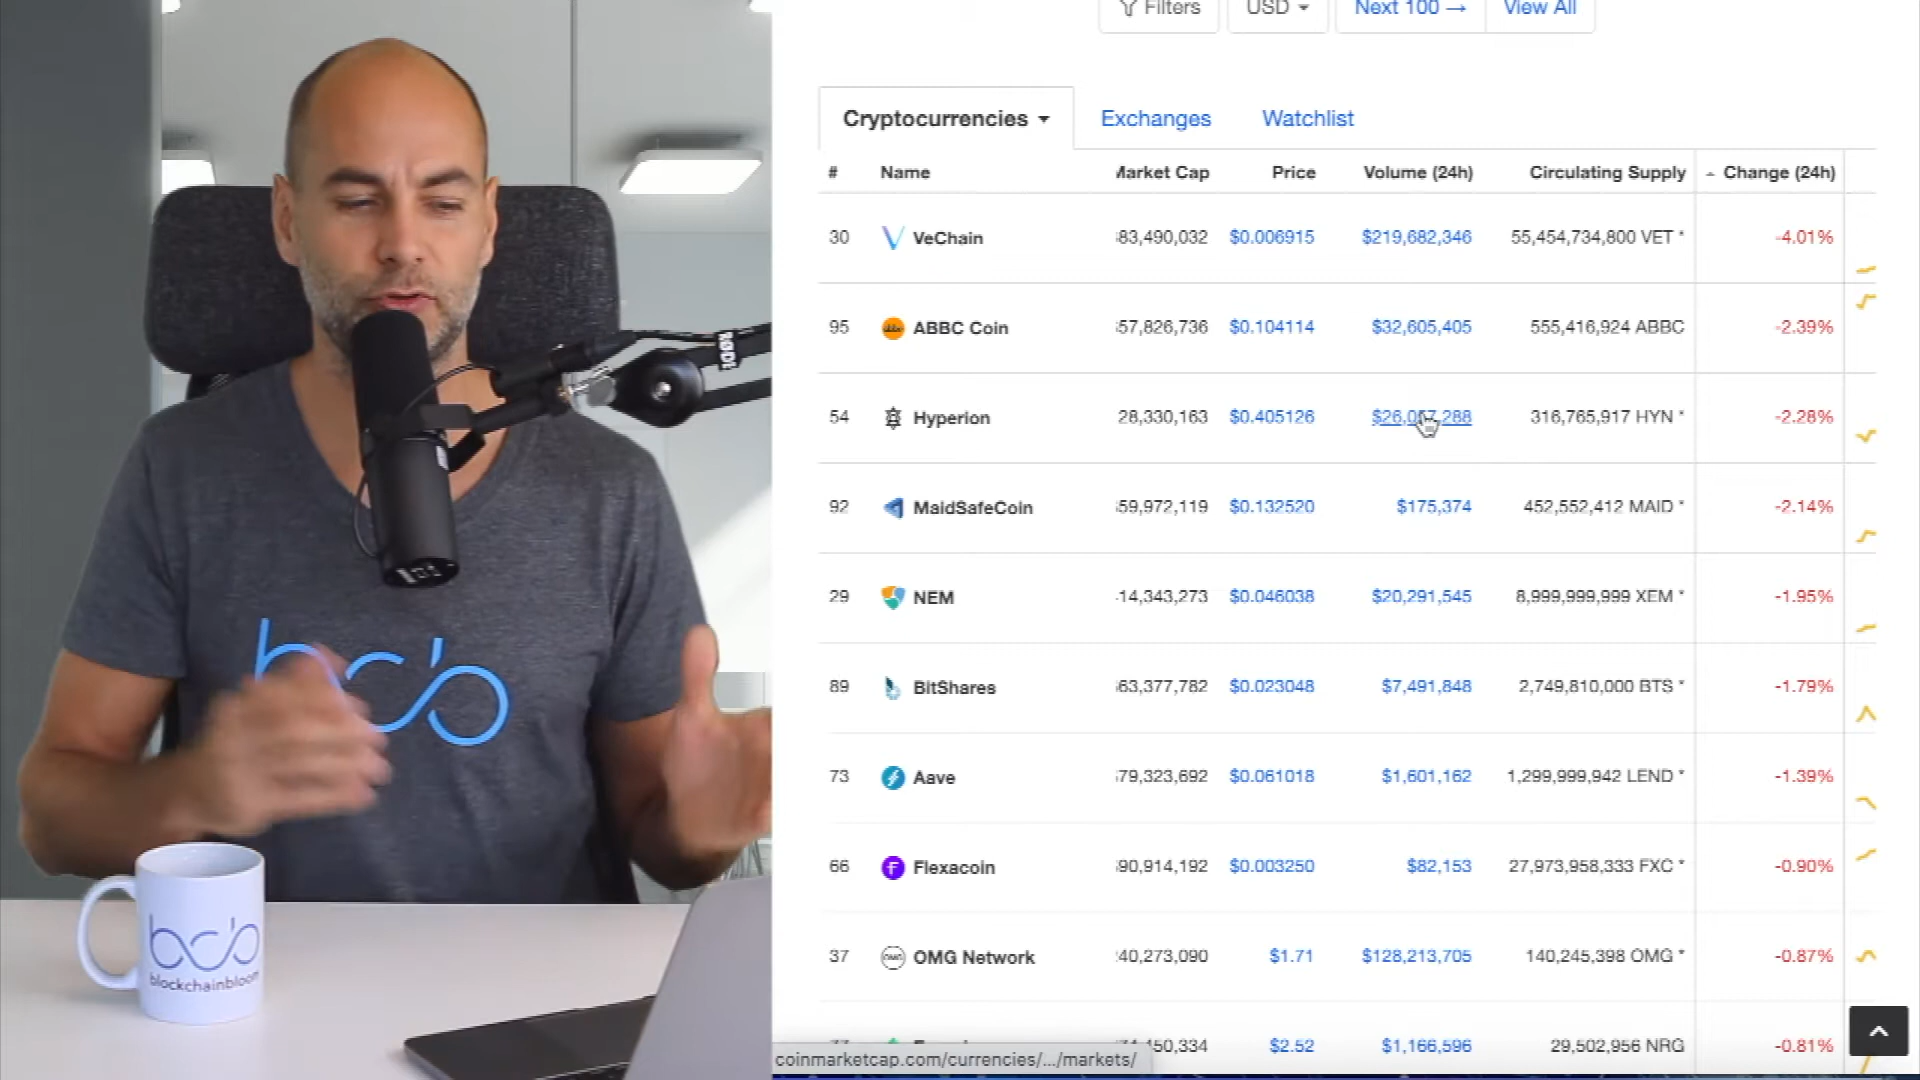 Filters USD Next 100 → View All
Cryptocurrencies Exchanges Watchlist
# Name Market Cap Price Volume (24h) Circulating Supply Change (24h)
30 VeChain 83,490,032 $0.006915 $219,682,346 55,454,734,800 VET * -4.01%
95 ABBC Coin 57,826,736 $0.104114 $32,605,405 555,416,924 ABBC -2.39%
54 Hyperion 28,330,163 $0.405126 316,765,917 HYN * -2.28%
92 MaidSafeCoin 59,972,119 $0.132520 $175,374 452,552,412 MAID * -2.14%
29 NEM 14,343,273 $0.046038 $20,291,545 8,999,999,999 XEM * -1.95%
89 BitShares 63,377,782 $0.023048 $7,491,848 2,749,810,000 BTS * -1.79%
73 Aave 79,323,692 $0.061018 $1,601,162 1,299,999,942 LEND * -1.39%
66 Flexacoin 90,914,192 $0.003250 $82,153 27,973,958,333 FXC * -0.90%
37 OMG Network 40,273,090 $1.71 $128,213,705 140,245,398 OMG * -0.87%
450,334 $2.52 $1,166,596 29,502,956 NRG -0.81%
coinmarketcap.com/currencies/.../markets/
RØDE
bcb
bcb
blockchainbloom